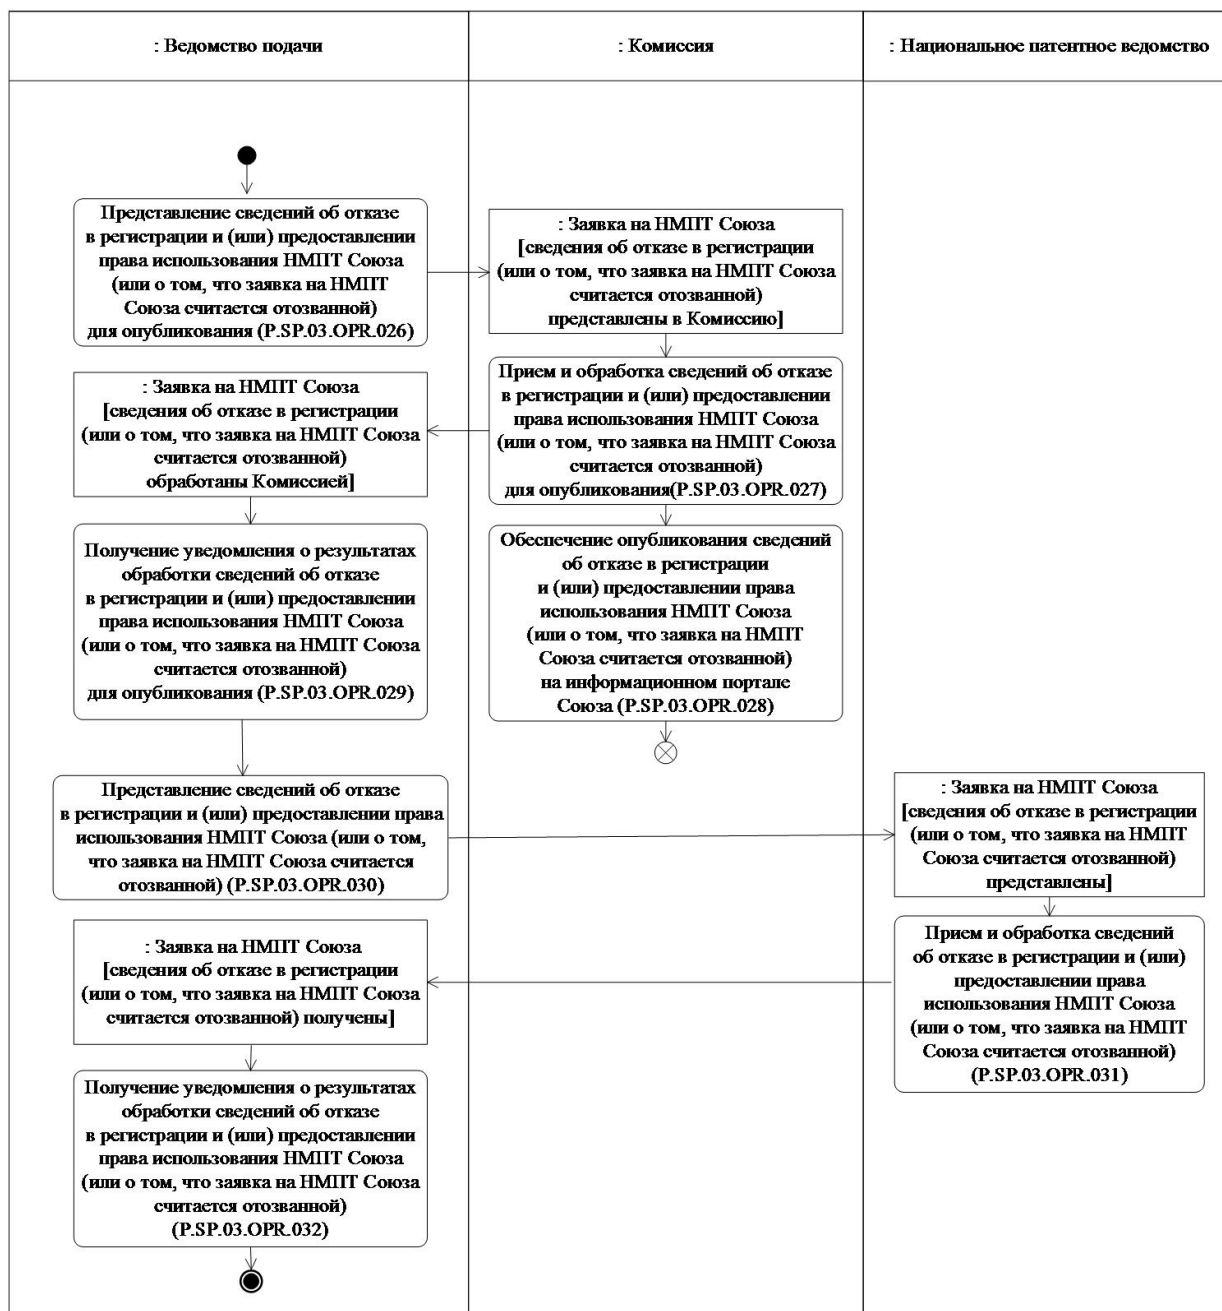 : Ведомство подачи
: Комиссия
: Национальное патентное ведомство
Представление сведений об отказе
в регистрации и (или) предоставлении
права использования НМПТ Союза
(или о том, что заявка на НМПТ
Союза считается отозванной)
для опубликования (P.SP.03.OPR.026)
: Заявка на НМПТ Союза
[сведения об отказе в регистрации
(или о том, что заявка на НМПТ Союза
считается отозванной)
представлены в Комиссию]
Прием и обработка сведений об отказе
в регистрации и (или) предоставлении
права использования НМПТ Союза
(или о том, что заявка на НМПТ Союза
считается отозванной)
для опубликования(P.SP.03.OPR.027)
: Заявка на НМПТ Союза
[сведения об отказе в регистрации
(или о том, что заявка на НМПТ Союза
считается отозванной)
обработаны Комиссией]
Обеспечение опубликования сведений
об отказе в регистрации
и (или) предоставлении права
использования НМПТ Союза
(или о том, что заявка на НМПТ
Союза считается отозванной)
на информационном портале
Союза (P.SP.03.OPR.028)
Получение уведомления о результатах
обработки сведений об отказе
в регистрации и (или) предоставлении
права использования НМПТ Союза
(или о том, что заявка на НМПТ Союза
считается отозванной)
для опубликования (P.SP.03.OPR.029)
Представление сведений об отказе
в регистрации и (или) предоставлении права
использования НМПТ Союза (или о том,
что заявка на НМПТ Союза считается
отозванной) (P.SP.03.OPR.030)
: Заявка на НМПТ Союза
[сведения об отказе в регистрации
(или о том, что заявка на НМПТ
Союза считается отозванной)
представлены]
Прием и обработка сведений
об отказе в регистрации и (или)
предоставлении права
использования НМПТ Союза
(или о том, что заявка на НМПТ
Союза считается отозванной)
(P.SP.03.OPR.031)
: Заявка на НМПТ Союза
[сведения об отказе в регистрации
(или о том, что заявка на НМПТ Союза
считается отозванной) получены]
Получение уведомления о результатах
обработки сведений об отказе
в регистрации и (или) предоставлении
права использования НМПТ Союза
(или о том, что заявка на НМПТ Союза
считается отозванной)
(P.SP.03.OPR.032)